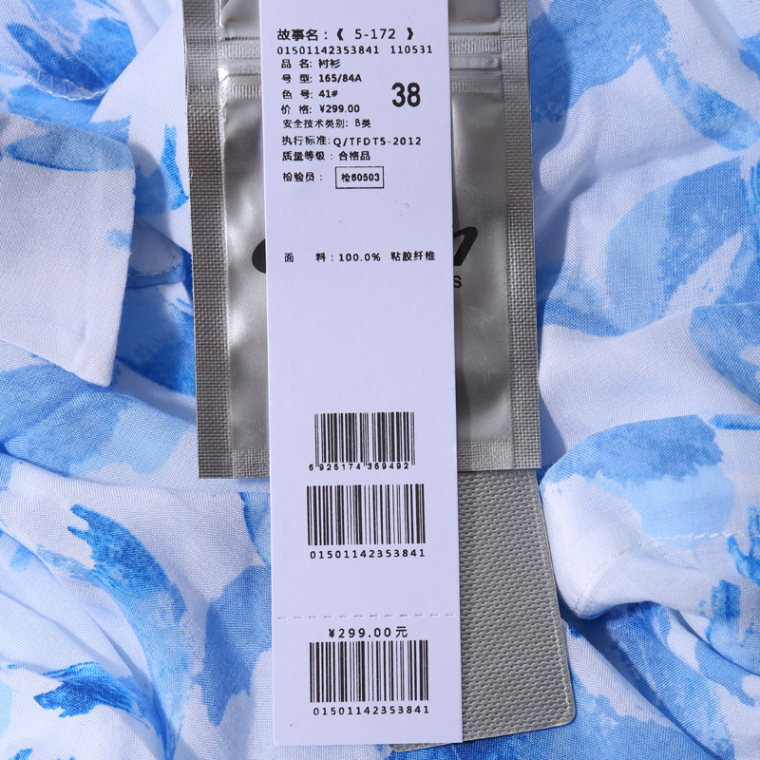 故事名：《 5-172 》
01501142353841 110531
品 名: 衬衫
号 型: 165/84A
色 号: 41#
38
价 格: ¥299.00
安全技术类别: B类
执行标准: Q/TFDTS-2012
质量等级: 合格品
检验员: 检60503
面 料: 100.0% 粘胶纤维
6926174369492
01501142353841
¥299.00元
01501142353841